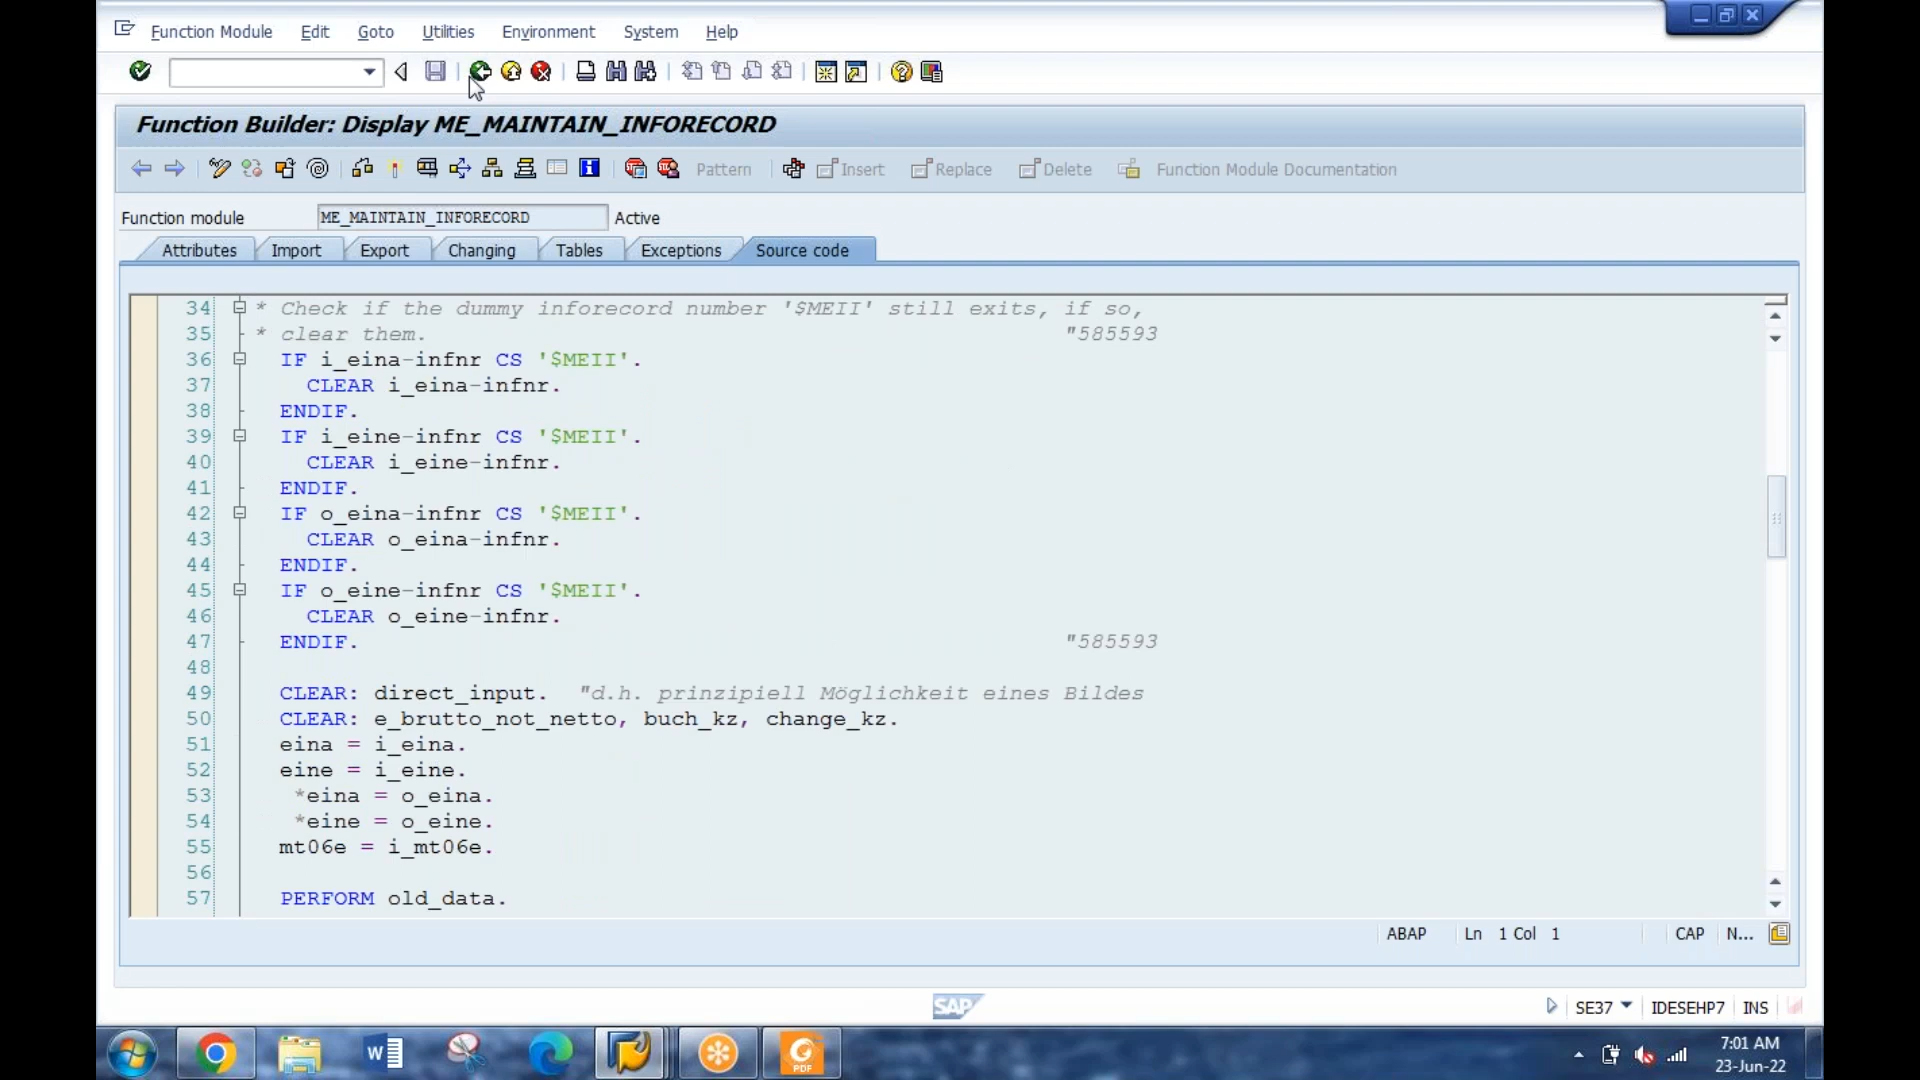 Function Module Edit Goto Utilities Environment System Help
Function Builder: Display ME_MAINTAIN_INFORECORD
Pattern Insert Replace Delete Function Module Documentation
Function module ME_MAINTAIN_INFORECORD Active
Attributes Import Export Changing Tables Exceptions Source code
34 * Check if the dummy inforecord number '$MEII' still exits, if so,
35 * clear them. "585593
36 IF i_eina-infnr CS '$MEII'.
37 CLEAR i_eina-infnr.
38 ENDIF.
39 IF i_eine-infnr CS '$MEII'.
40 CLEAR i_eine-infnr.
41 ENDIF.
42 IF o_eina-infnr CS '$MEII'.
43 CLEAR o_eina-infnr.
44 ENDIF.
45 IF o_eine-infnr CS '$MEII'.
46 CLEAR o_eine-infnr.
47 ENDIF. "585593
48
49 CLEAR: direct_input. "d.h. prinzipiell Möglichkeit eines Bildes
50 CLEAR: e_brutto_not_netto, buch_kz, change_kz.
51 eina = i_eina.
52 eine = i_eine.
53 *eina = o_eina.
54 *eine = o_eine.
55 mt06e = i_mt06e.
56
57 PERFORM old_data.
ABAP Ln 1 Col 1 CAP N...
SAP
SE37 IDESEHP7 INS
7:01 AM
23-Jun-22
PDF